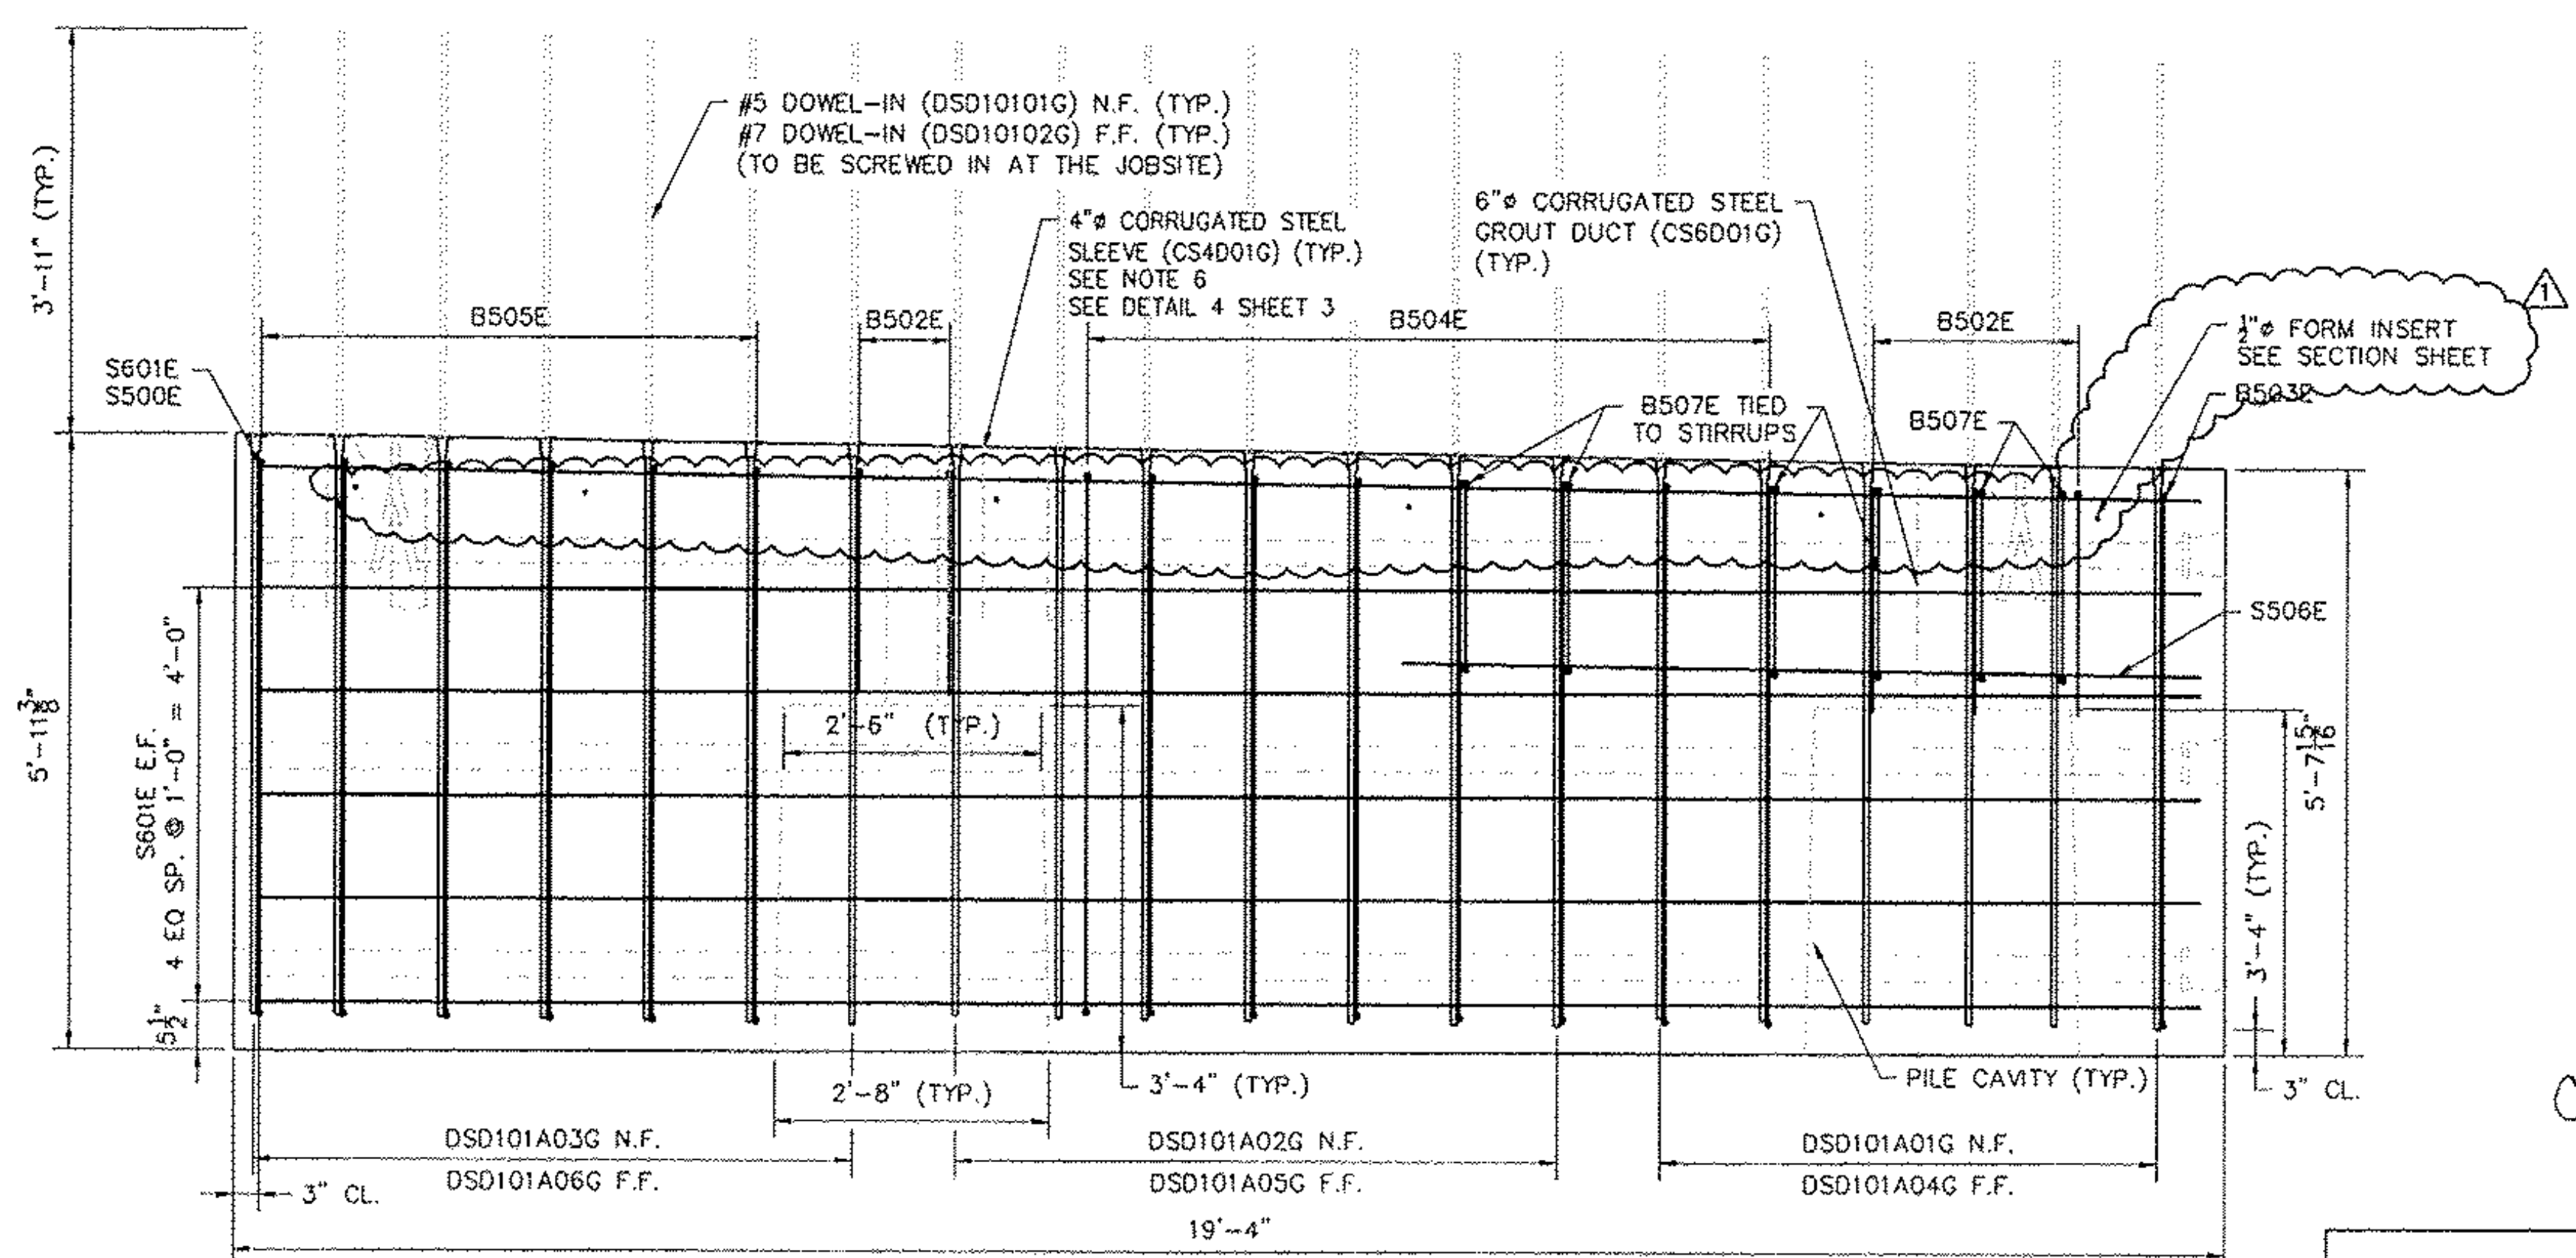 #5 DOWEL-IN (DSD10101G) N.F. (TYP.)
#7 DOWEL-IN (DSD10102G) F.F. (TYP.)
(TO BE SCREWED IN AT THE JOBSITE)
3'-11" (TYP.)
4"ø CORRUGATED STEEL
SLEEVE (CS4D01G) (TYP.)
SEE NOTE 6
SEE DETAIL 4 SHEET 3
6"ø CORRUGATED STEEL
GROUT DUCT (CS6D01G)
(TYP.)
1
B505E
B502E
B504E
B502E
½"ø FORM INSERT
SEE SECTION SHEET
B503E
S601E
S500E
B507E TIED
TO STIRRUPS
B507E
S506E
5'-11⅜"
S601E E.F.
4 EQ SP. @ 1'-0" = 4'-0"
5½"
2'-6" (TYP.)
5'-7 15/16"
3'-4" (TYP.)
3'-4" (TYP.)
2'-8" (TYP.)
PILE CAVITY (TYP.)
3" CL.
DSD101A03G N.F.
DSD101A06G F.F.
DSD101A02G N.F.
DSD101A05G F.F.
DSD101A01G N.F.
DSD101A04G F.F.
3" CL.
19'-4"